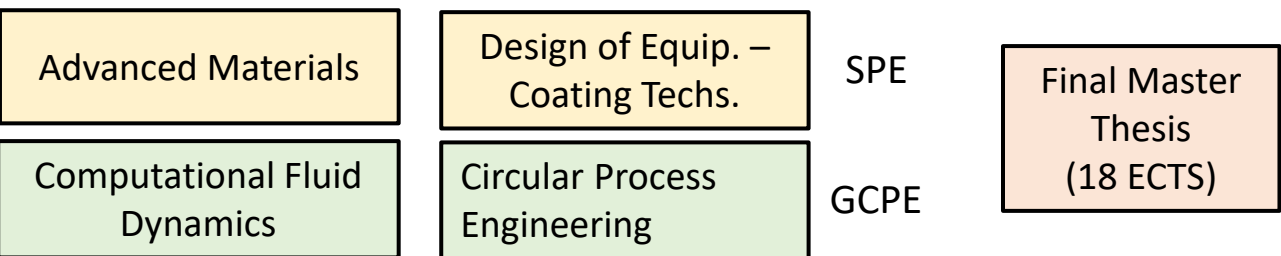 Advanced Materials
Design of Equip. –
Coating Techs.
SPE
Computational Fluid
Dynamics
Circular Process
Engineering
GCPE
Final Master
Thesis
(18 ECTS)